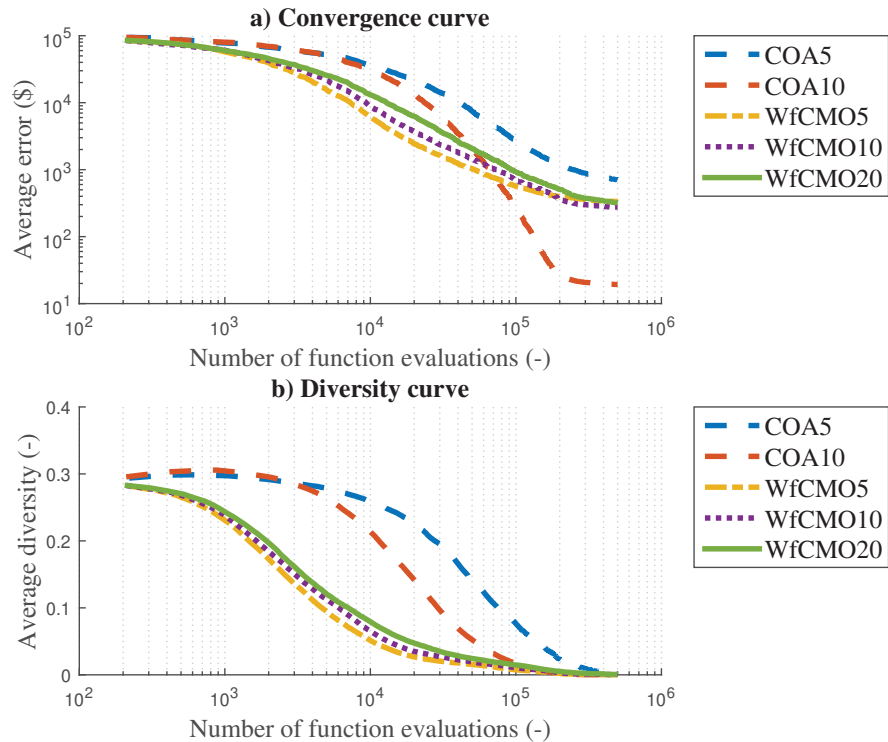 a) Convergence curve
Average error ($)
10^5
10^4
10^3
10^2
10^1
10^2
10^3
10^4
10^5
10^6
Number of function evaluations (-)
COA5
COA10
WfCMO5
WfCMO10
WfCMO20
b) Diversity curve
Average diversity (-)
0.4
0.3
0.2
0.1
0
10^2
10^3
10^4
10^5
10^6
Number of function evaluations (-)
COA5
COA10
WfCMO5
WfCMO10
WfCMO20